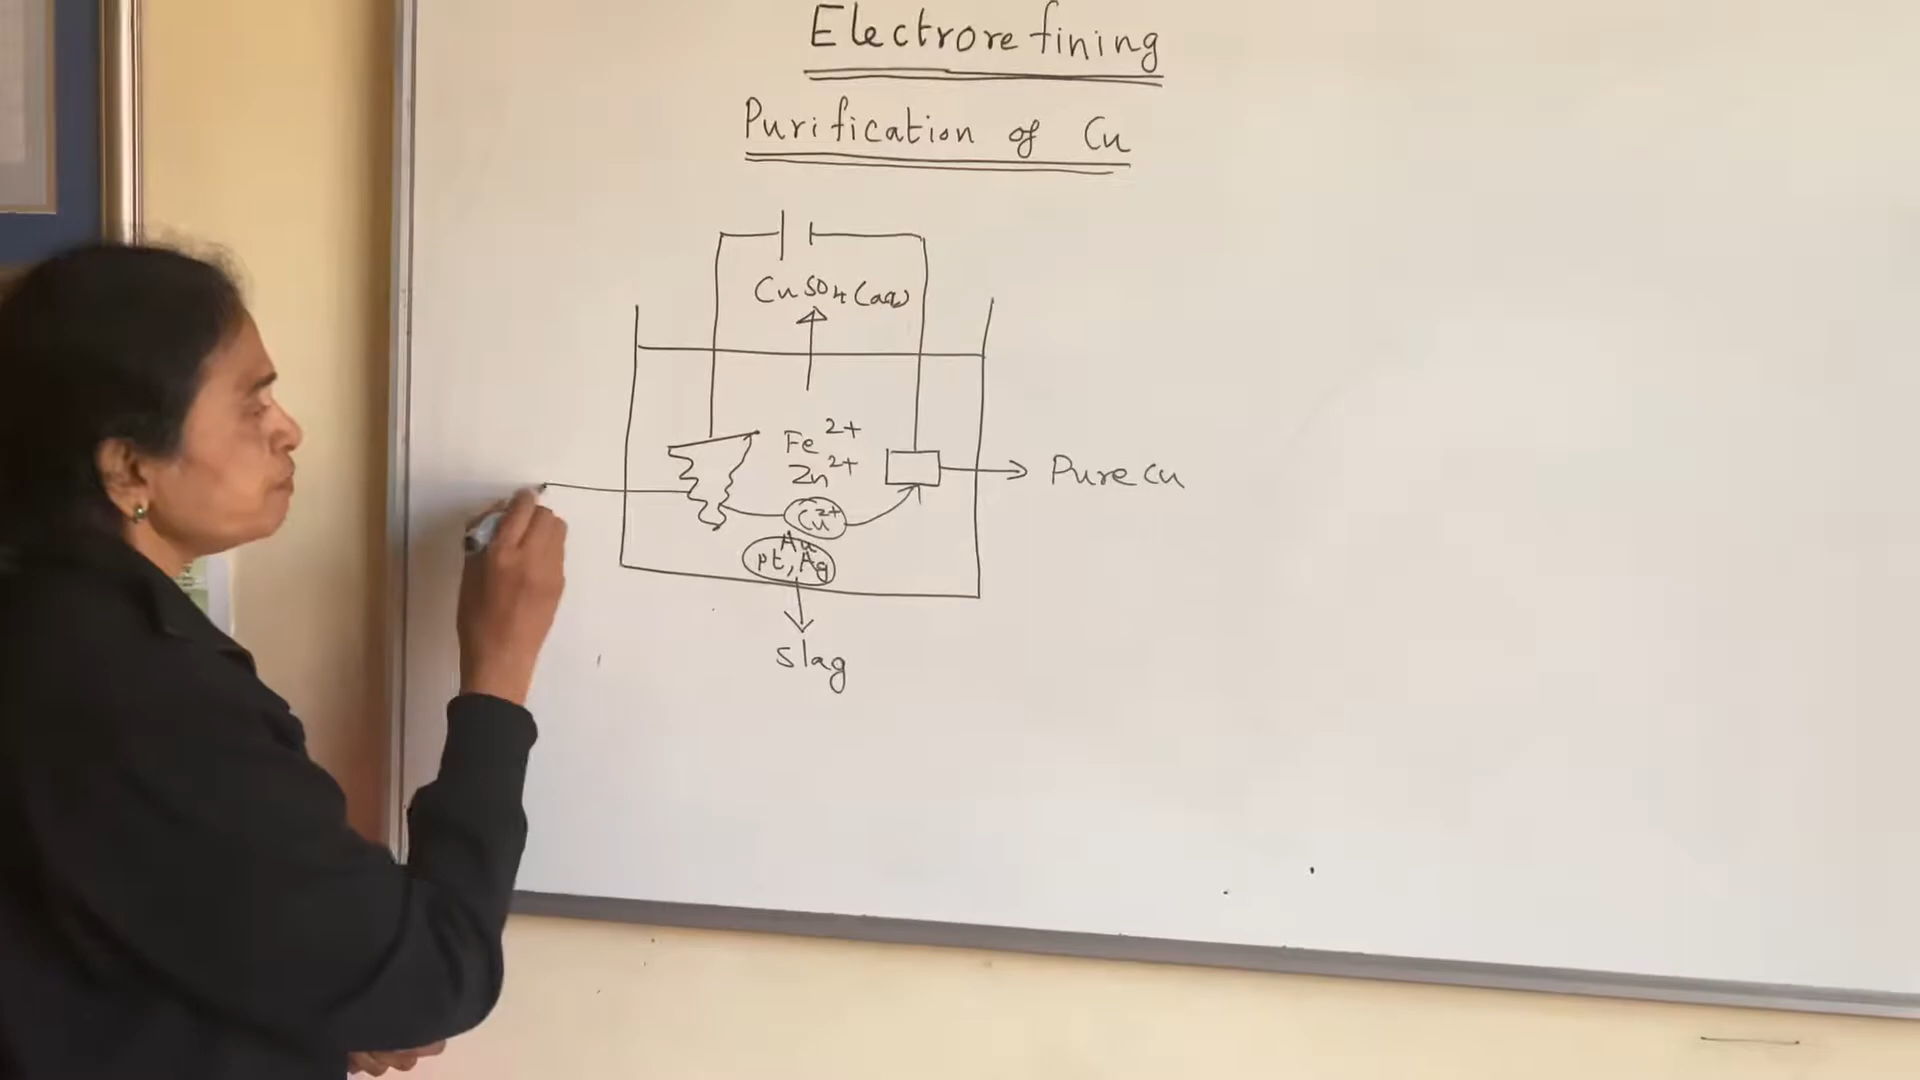 Electrorefining
Purification of Cu
CuSO4(aq)
Fe2+
Zn2+
Cu2+
Pure Cu
Au
Pt, Ag
slag